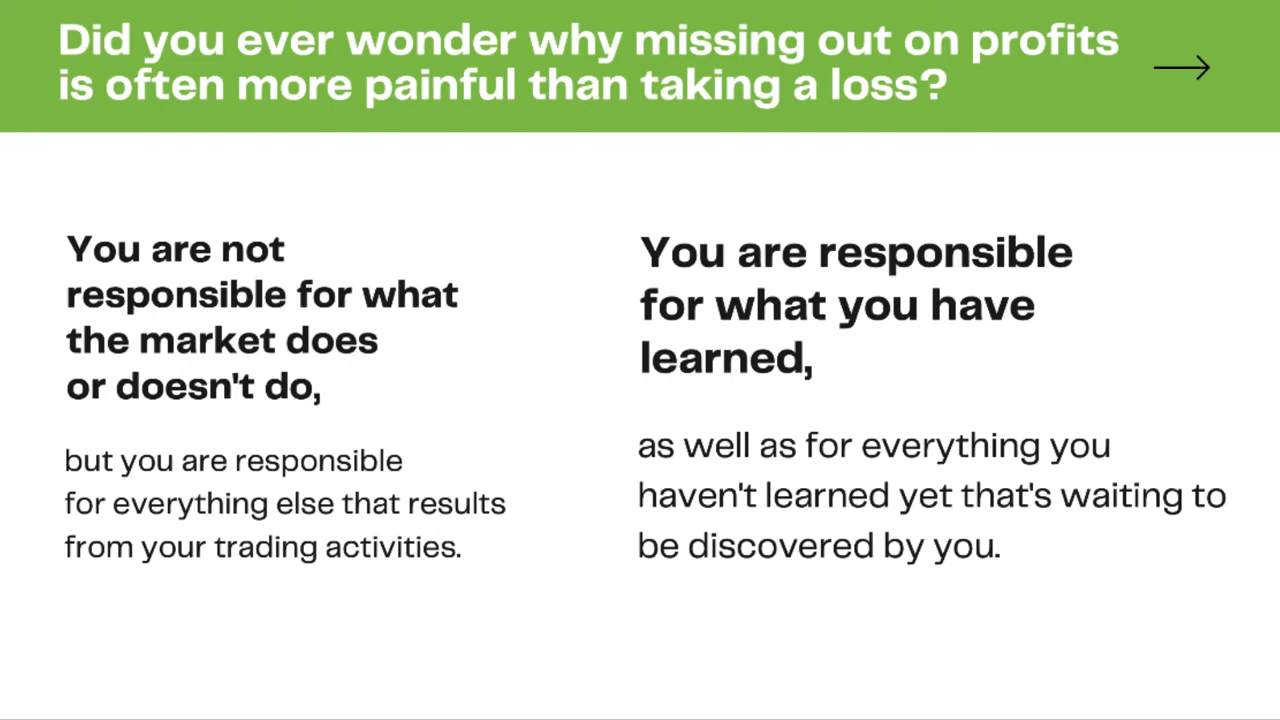 Did you ever wonder why missing out on profits
is often more painful than taking a loss?
You are not
responsible for what
the market does
or doesn't do,
but you are responsible
for everything else that results
from your trading activities.
You are responsible
for what you have
learned,
as well as for everything you
haven't learned yet that's waiting to
be discovered by you.